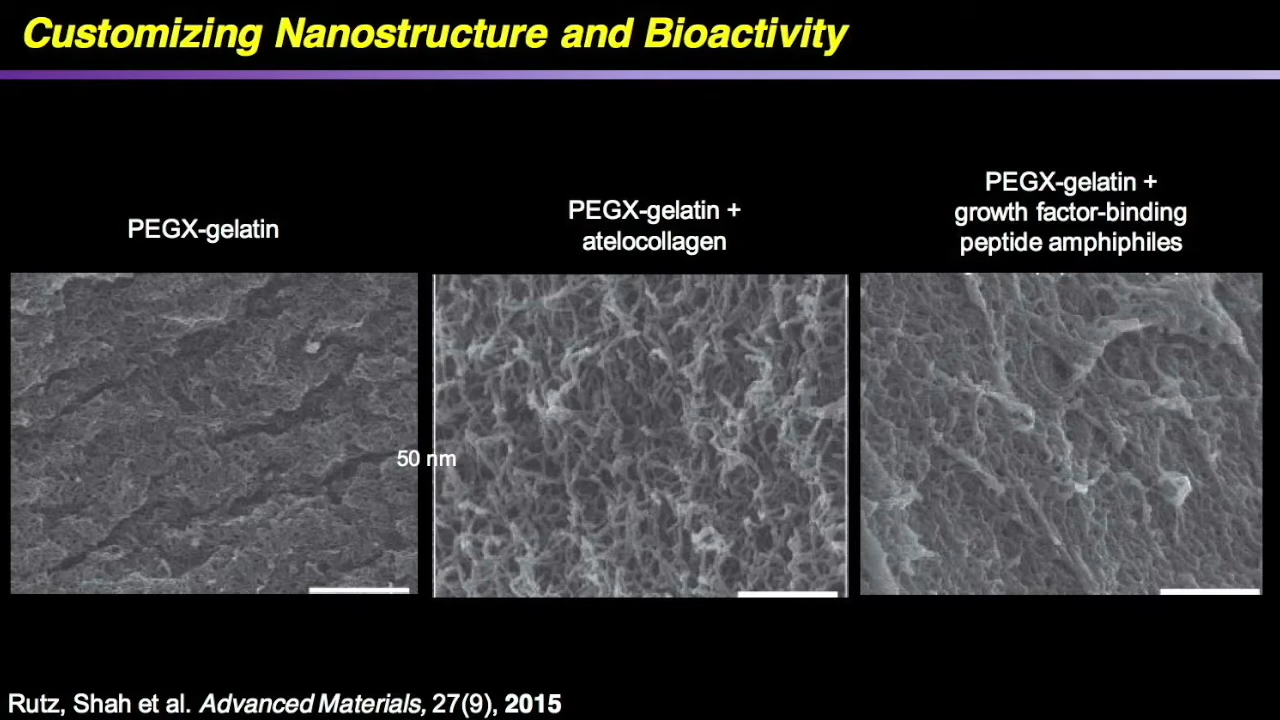 Customizing Nanostructure and Bioactivity
PEGX-gelatin
PEGX-gelatin +
atelocollagen
PEGX-gelatin +
growth factor-binding
peptide amphiphiles
50 nm
Rutz, Shah et al. Advanced Materials, 27(9), 2015